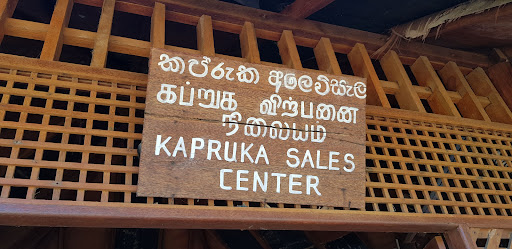 කප්රුක අලෙවිසැල
கப்றுக விற்பனை
நிலையம்
KAPRUKA SALES
CENTER